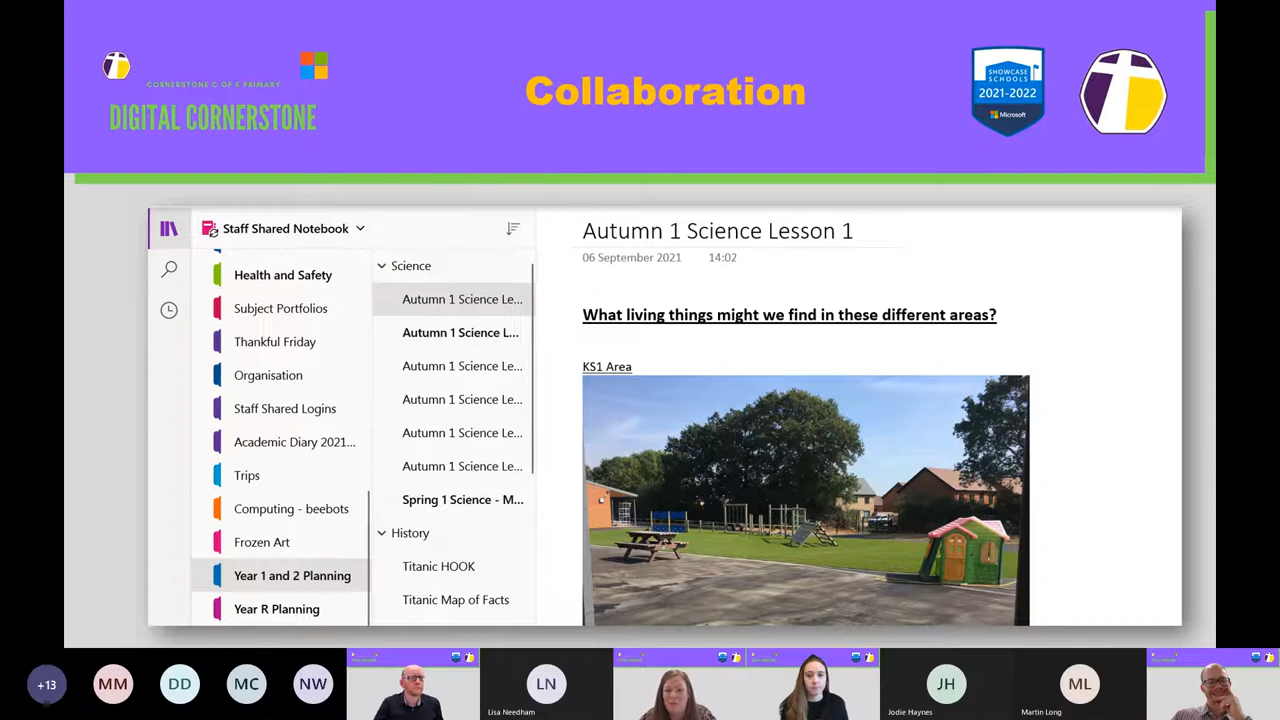 CORNERSTONE C OF E PRIMARY
DIGITAL CORNERSTONE
Collaboration
SHOWCASE
SCHOOLS
2021-2022
Microsoft
Staff Shared Notebook
Health and Safety
Subject Portfolios
Thankful Friday
Organisation
Staff Shared Logins
Academic Diary 2021...
Trips
Computing - beebots
Frozen Art
Year 1 and 2 Planning
Year R Planning
Science
Autumn 1 Science Le...
Autumn 1 Science L...
Autumn 1 Science Le...
Autumn 1 Science Le...
Autumn 1 Science Le...
Autumn 1 Science Le...
Spring 1 Science - M...
History
Titanic HOOK
Titanic Map of Facts
Autumn 1 Science Lesson 1
06 September 2021 14:02
What living things might we find in these different areas?
KS1 Area
+13
MM
DD
MC
NW
LN
Lisa Needham
JH
Jodie Haynes
ML
Martin Long